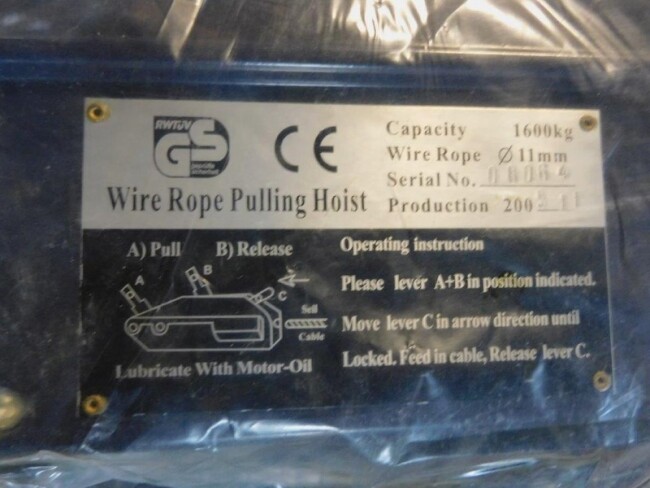 RWTÜV
GS
CE
Capacity 1600kg
Wire Rope Ø11mm
Serial No.
Production 200
Wire Rope Pulling Hoist
A) Pull B) Release
A
B
C
Sell
Cable
Lubricate With Motor-Oil
Operating instruction
Please lever A+B in position indicated.
Move lever C in arrow direction until
Locked. Feed in cable, Release lever C.